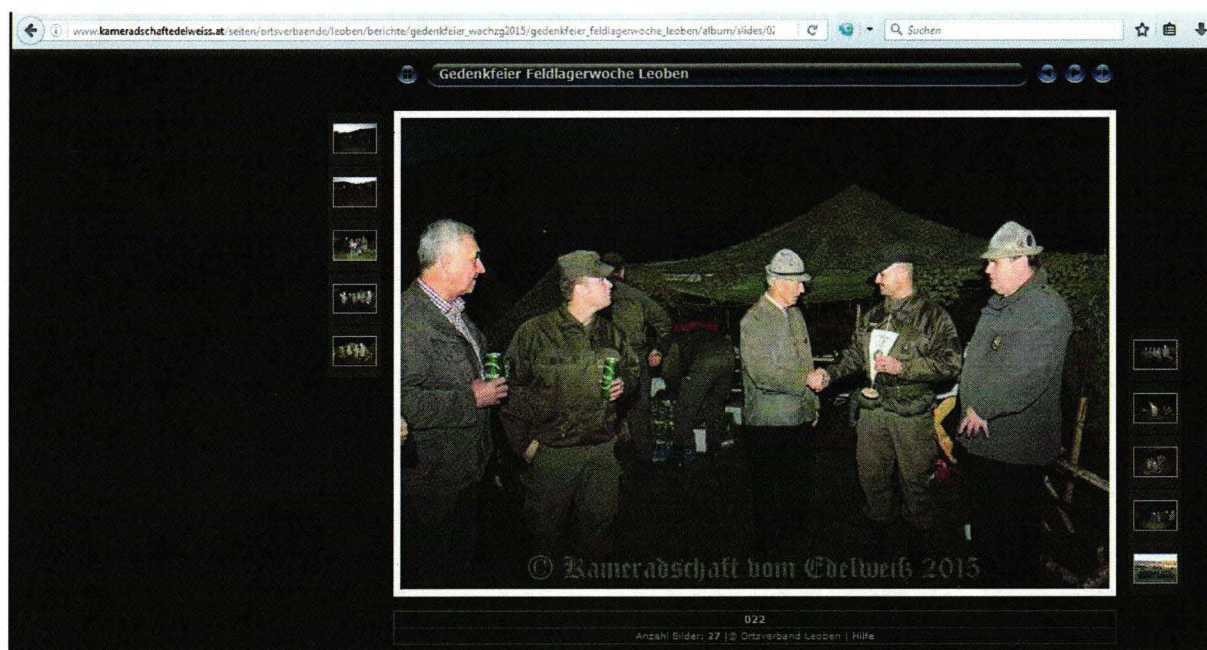 www.kameradschaftedelweiss.at/seiten/ortsverbaende/leoben/berichte/gedenkfeier_wachzg2015/gedenkfeier_feldlagerwoche_leoben/album/slides/02
Suchen
Gedenkfeier Feldlagerwoche Leoben
© Kameradschaft vom Edelweiß 2015
022
Anzahl Bilder: 27 | © Ortsverband Leoben | Hilfe